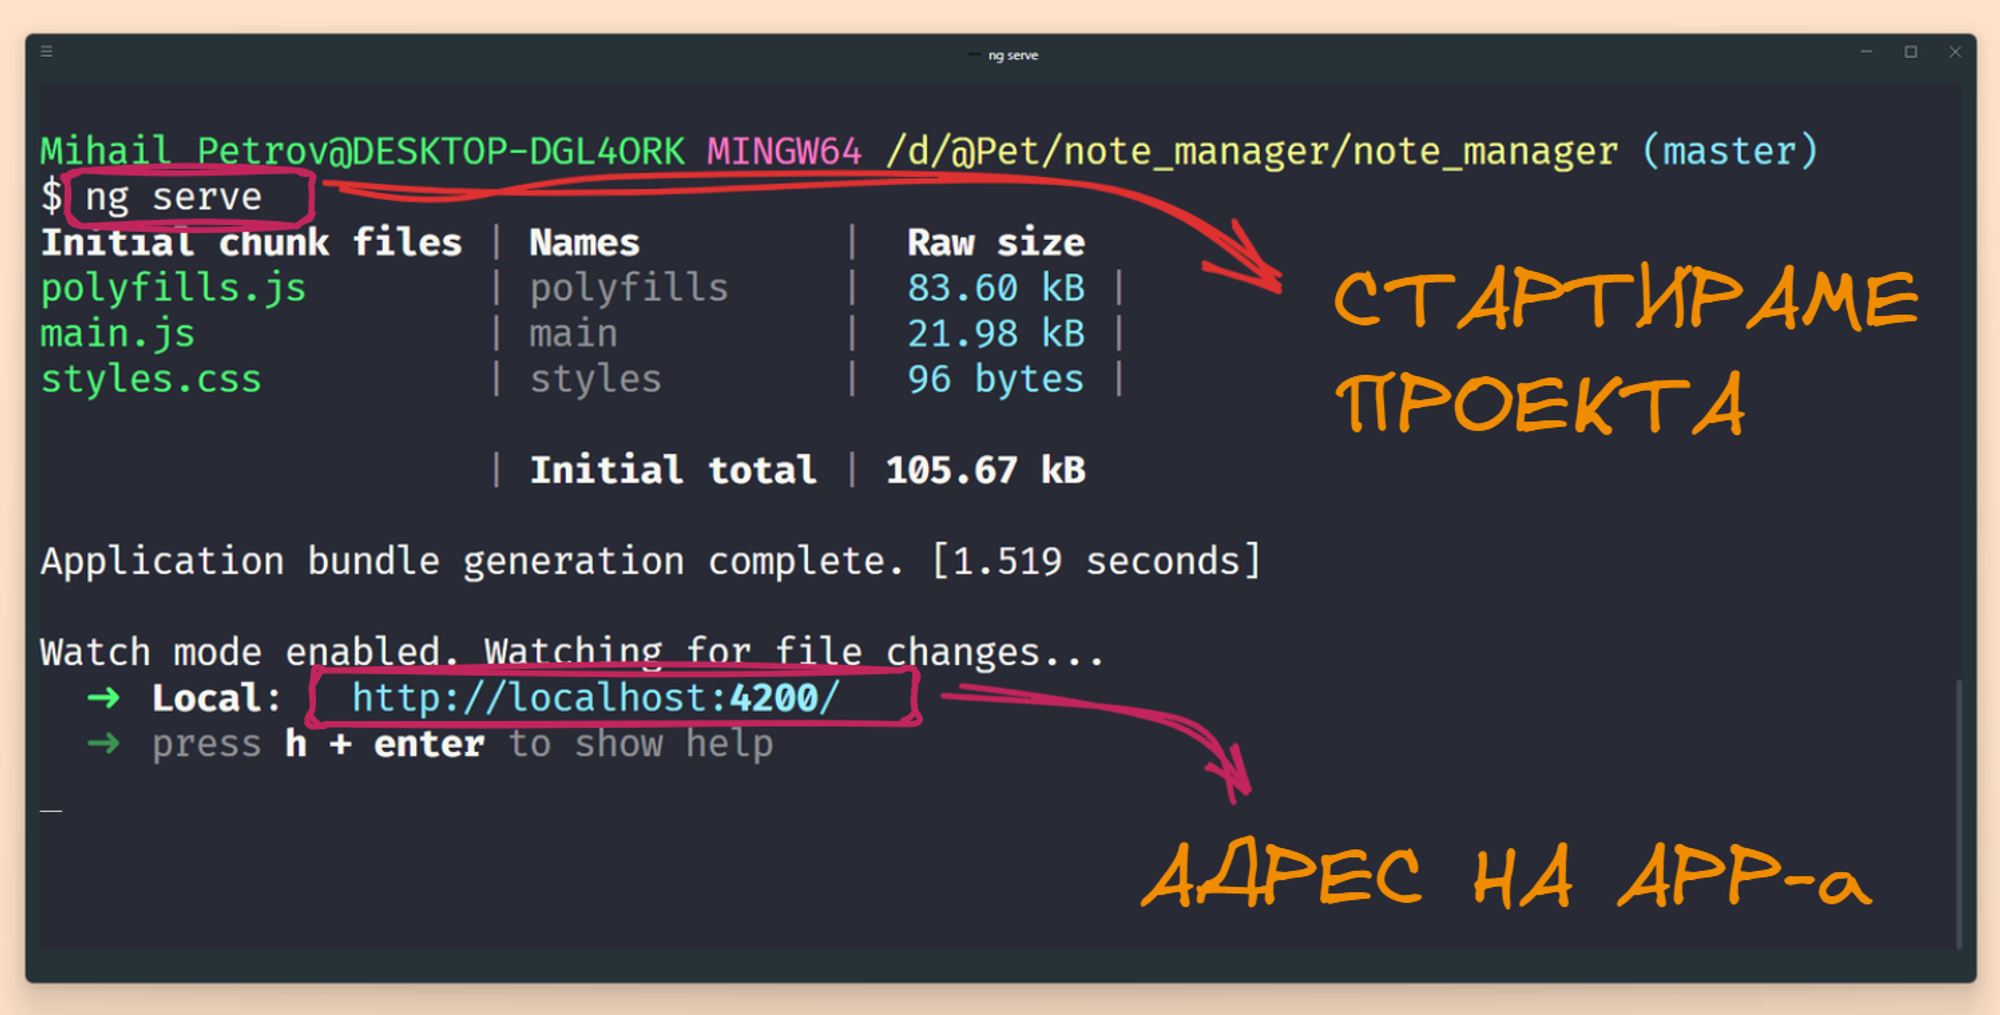 ng serve
Mihail Petrov@DESKTOP-DGL4ORK MINGW64 /d/@Pet/note_manager/note_manager (master)
$ ng serve
Initial chunk files | Names | Raw size
polyfills.js | polyfills | 83.60 kB |
main.js | main | 21.98 kB |
styles.css | styles | 96 bytes |
| Initial total | 105.67 kB
СТАРТИРАМЕ
ПРОЕКТА
Application bundle generation complete. [1.519 seconds]
Watch mode enabled. Watching for file changes...
➜ Local: http://localhost:4200/
➜ press h + enter to show help
АДРЕС НА APP-а